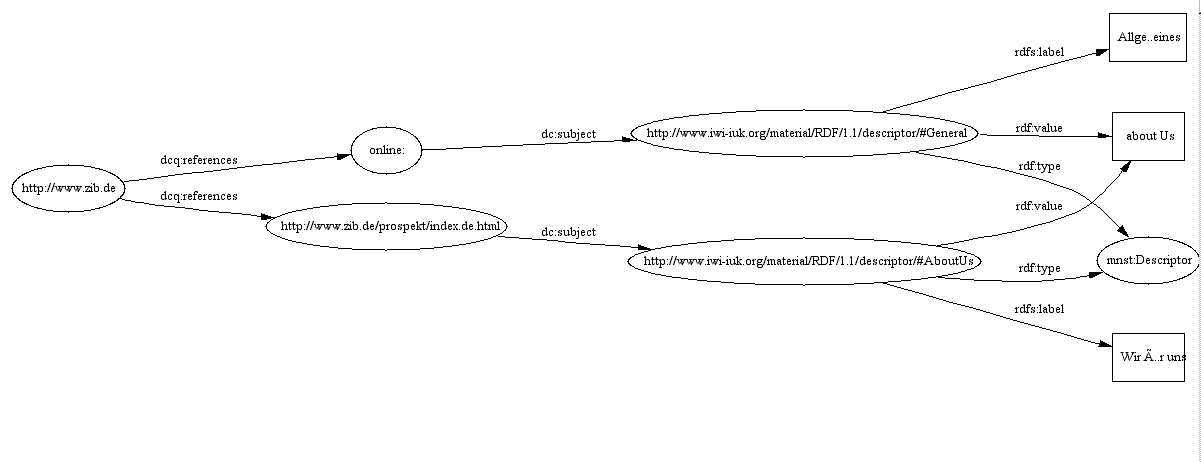 Allge..eines
rdfs:label
dc:subject
http://www.iwi-iuk.org/material/RDF/1.1/descriptor/#General
rdf:value
about Us
dcq:references
online:
rdf:type
http://www.zib.de
dcq:references
rdf:value
http://www.zib.de/prospekt/index.de.html
dc:subject
http://www.iwi-iuk.org/material/RDF/1.1/descriptor/#AboutUs
rdf:type
mnst:Descriptor
rdfs:label
Wir Ã..r uns